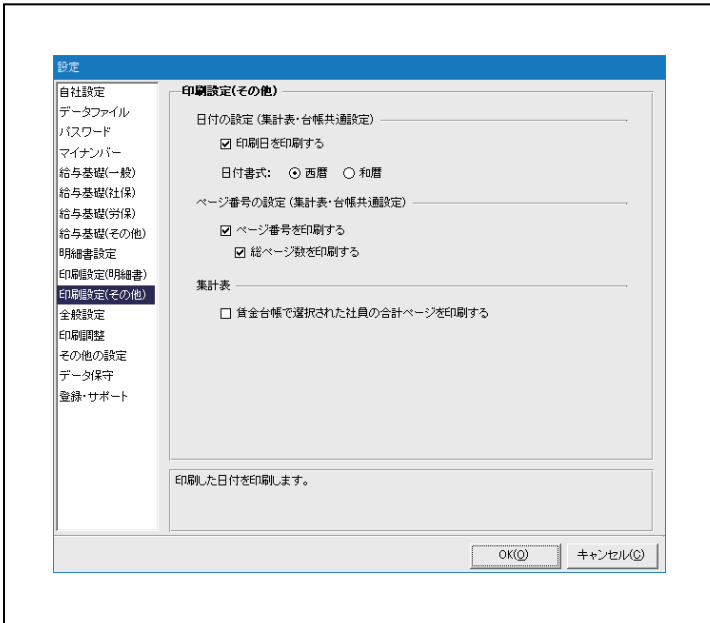 設定
自社設定
データファイル
パスワード
マイナンバー
給与基礎(一般)
給与基礎(社保)
給与基礎(労保)
給与基礎(その他)
明細書設定
印刷設定(明細書)
印刷設定(その他)
全般設定
印刷調整
その他の設定
データ保守
登録・サポート
印刷設定(その他)
日付の設定(集計表・台帳共通設定)
印刷日を印刷する
日付書式: 西暦 和暦
ページ番号の設定(集計表・台帳共通設定)
ページ番号を印刷する
総ページ数を印刷する
集計表
賃金台帳で選択された社員の合計ページを印刷する
印刷した日付を印刷します。
OK(O) キャンセル(C)